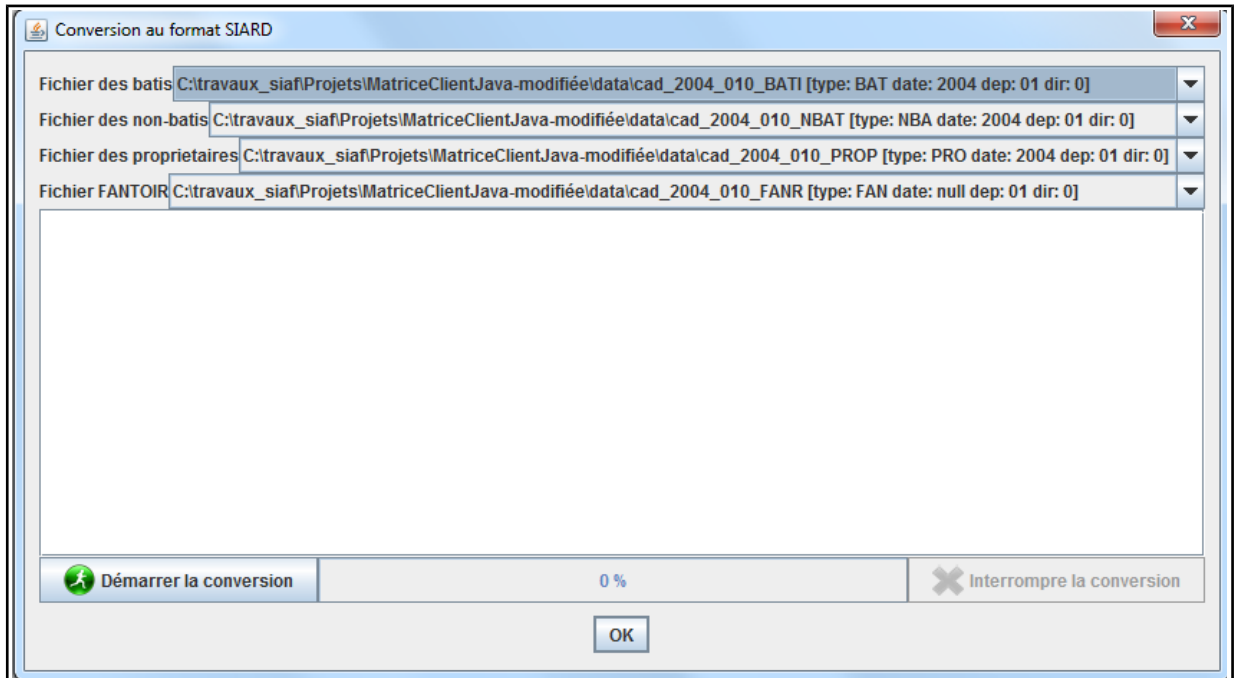 Conversion au format SIARD
Fichier des batis C:\travaux_siaf\Projets\MatriceClientJava-modifiée\data\cad_2004_010_BATI [type: BAT date: 2004 dep: 01 dir: 0]
Fichier des non-batis C:\travaux_siaf\Projets\MatriceClientJava-modifiée\data\cad_2004_010_NBAT [type: NBA date: 2004 dep: 01 dir: 0]
Fichier des proprietaires C:\travaux_siaf\Projets\MatriceClientJava-modifiée\data\cad_2004_010_PROP [type: PRO date: 2004 dep: 01 dir: 0]
Fichier FANTOIR C:\travaux_siaf\Projets\MatriceClientJava-modifiée\data\cad_2004_010_FANR [type: FAN date: null dep: 01 dir: 0]
Démarrer la conversion 0 % Interrompre la conversion
OK